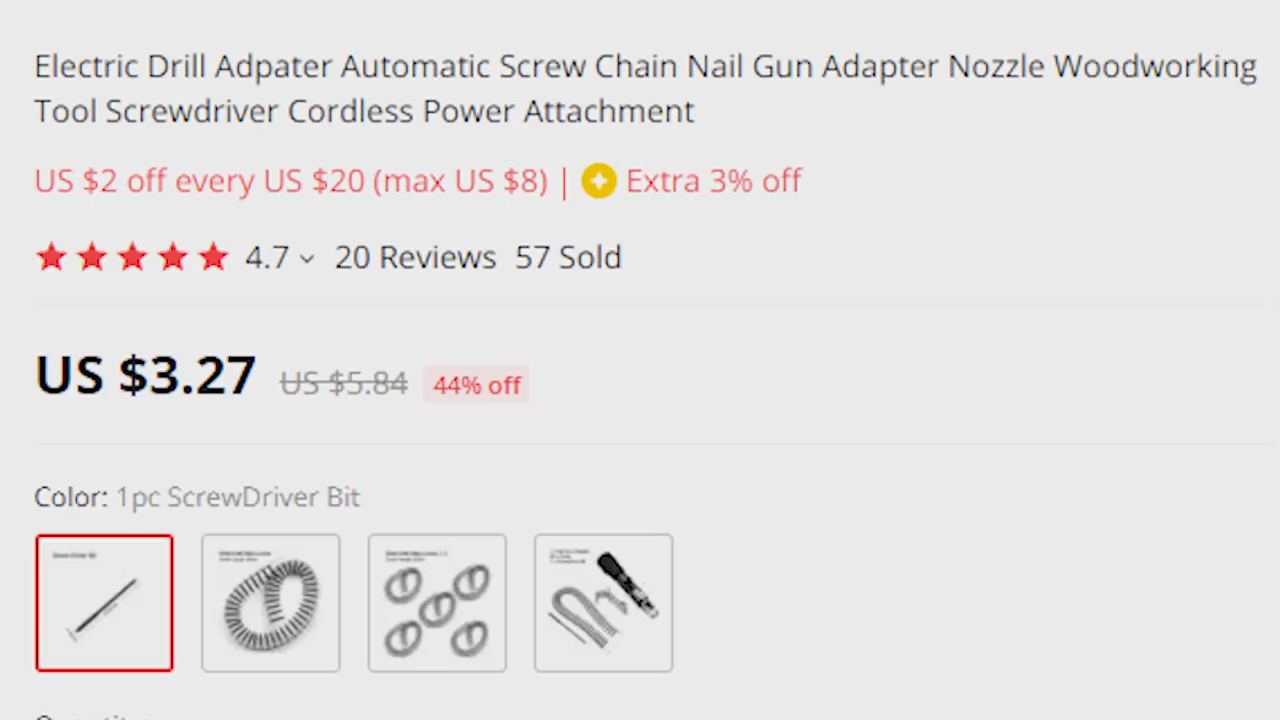 Electric Drill Adpater Automatic Screw Chain Nail Gun Adapter Nozzle Woodworking
Tool Screwdriver Cordless Power Attachment
US $2 off every US $20 (max US $8) | Extra 3% off
4.7 20 Reviews 57 Sold
US $3.27 US $5.84 44% off
Color: 1pc ScrewDriver Bit